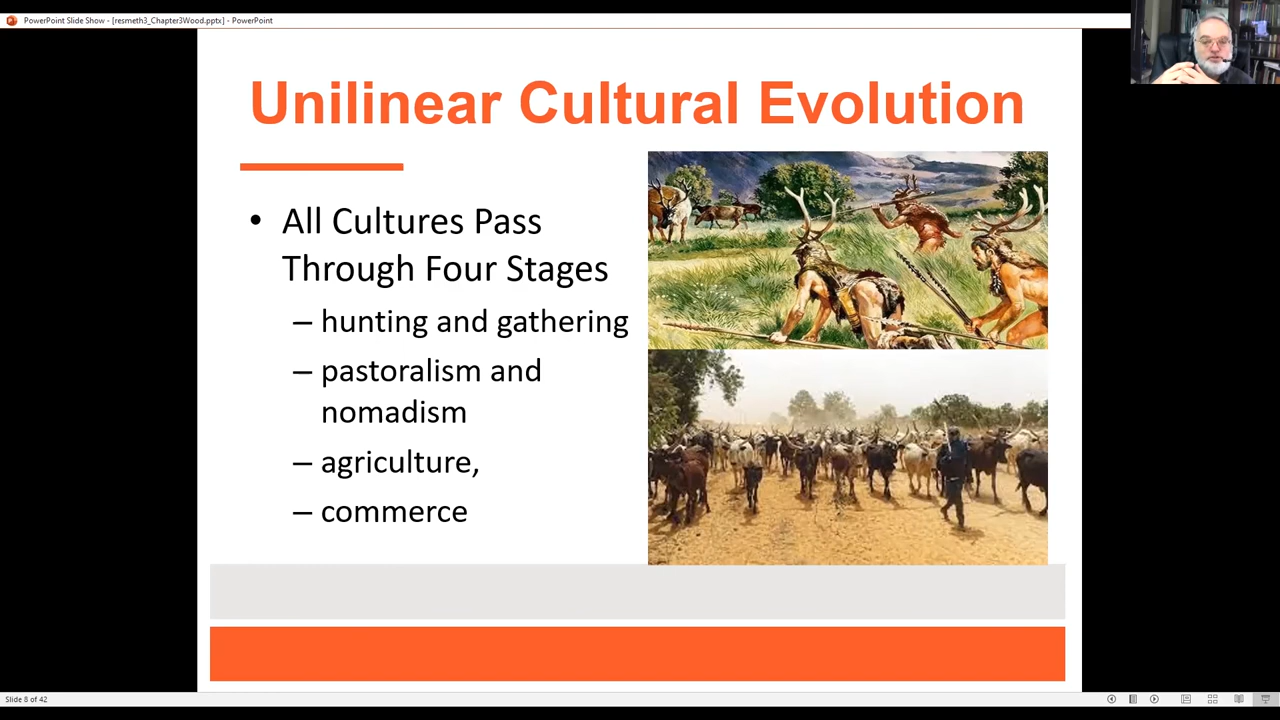 PowerPoint Slide Show - [resmeth3_Chapter3Wood.pptx] - PowerPoint
Unilinear Cultural Evolution
• All Cultures Pass
Through Four Stages
– hunting and gathering
– pastoralism and
nomadism
– agriculture,
– commerce
Slide 8 of 42